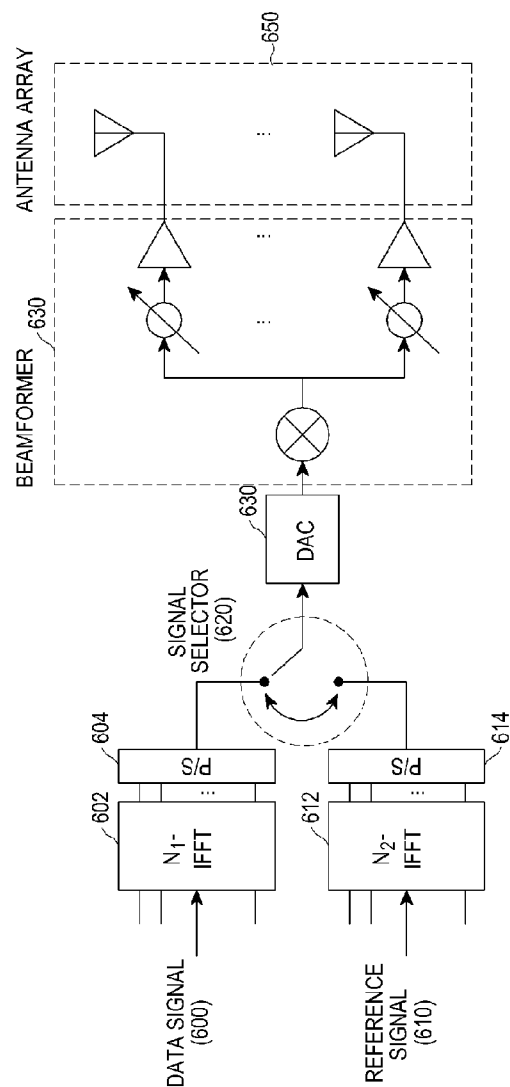 DATA SIGNAL
(600)
602
N1-
IFFT
604
P/S
...
REFERENCE
SIGNAL
(610)
612
N2-
IFFT
614
P/S
...
SIGNAL
SELECTOR
(620)
630
DAC
BEAMFORMER
630
...
...
ANTENNA ARRAY
650
...